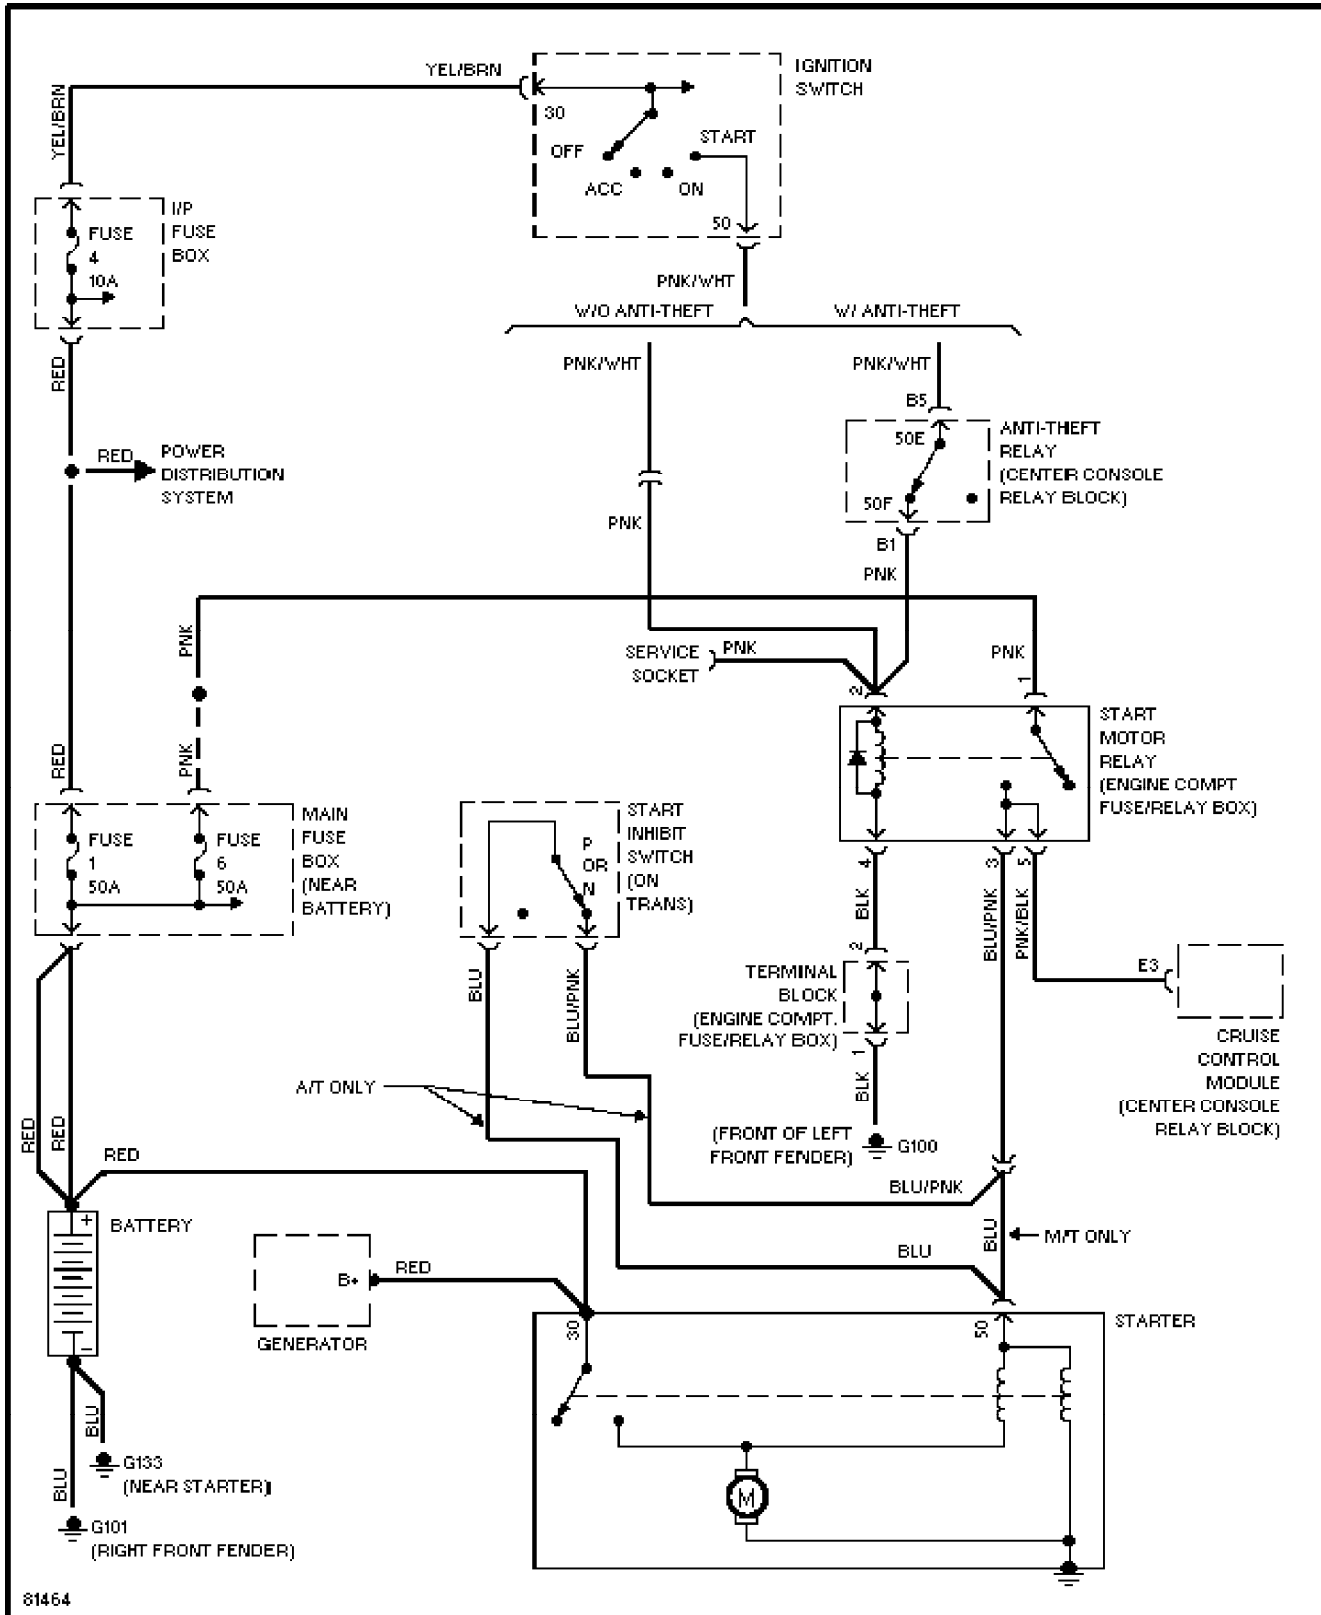 YEL/BRN
IGNITION
SWITCH
30
START
OFF
ACC
ON
50
YEL/BRN
I/P
FUSE
BOX
FUSE
4
10A
PNK/WHT
W/O ANTI-THEFT
W/ ANTI-THEFT
RED
PNK/WHT
PNK/WHT
B5
50E
50F
ANTI-THEFT
RELAY
(CENTER CONSOLE
RELAY BLOCK)
RED
POWER
DISTRIBUTION
SYSTEM
PNK
B1
PNK
PNK
SERVICE
SOCKET
PNK
PNK
2
1
START
MOTOR
RELAY
(ENGINE COMPT
FUSE/RELAY BOX)
RED
PNK
MAIN
FUSE
BOX
(NEAR
BATTERY)
FUSE
1
50A
FUSE
6
50A
START
INHIBIT
SWITCH
(ON
TRANS)
P
OR
N
4
3
5
BLK
BLU/PNK
PNK/BLK
BLU
BLU/PNK
2
TERMINAL
BLOCK
(ENGINE COMPT.
FUSE/RELAY BOX)
1
BLK
E3
CRUISE
CONTROL
MODULE
(CENTER CONSOLE
RELAY BLOCK)
A/T ONLY
(FRONT OF LEFT
FRONT FENDER)
G100
RED
RED
RED
BLU/PNK
BLU
M/T ONLY
BLU
+
BATTERY
-
B+
RED
GENERATOR
30
50
STARTER
M
BLU
BLU
G133
(NEAR STARTER)
G101
(RIGHT FRONT FENDER)
81464